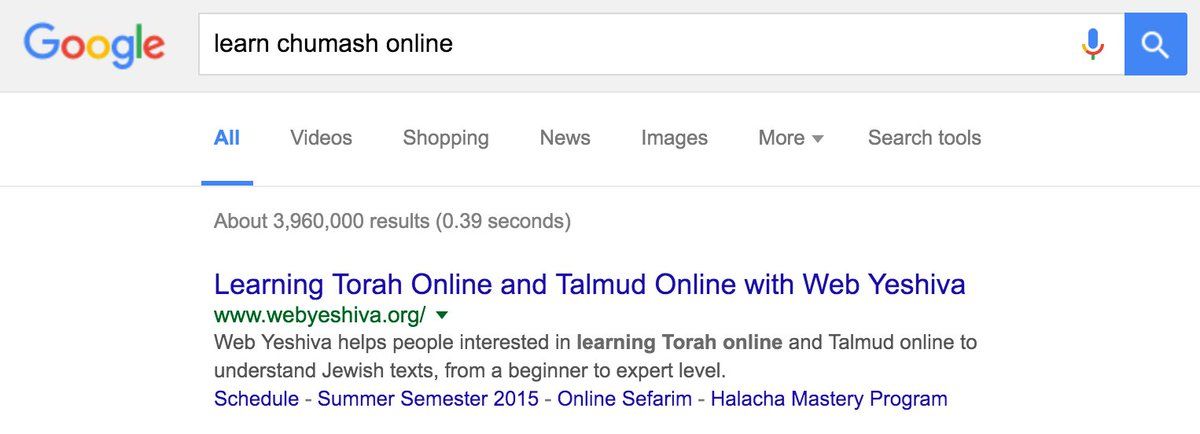 Google learn chumash online
All Videos Shopping News Images More Search tools
About 3,960,000 results (0.39 seconds)
Learning Torah Online and Talmud Online with Web Yeshiva
www.webyeshiva.org/
Web Yeshiva helps people interested in learning Torah online and Talmud online to
understand Jewish texts, from a beginner to expert level.
Schedule - Summer Semester 2015 - Online Sefarim - Halacha Mastery Program